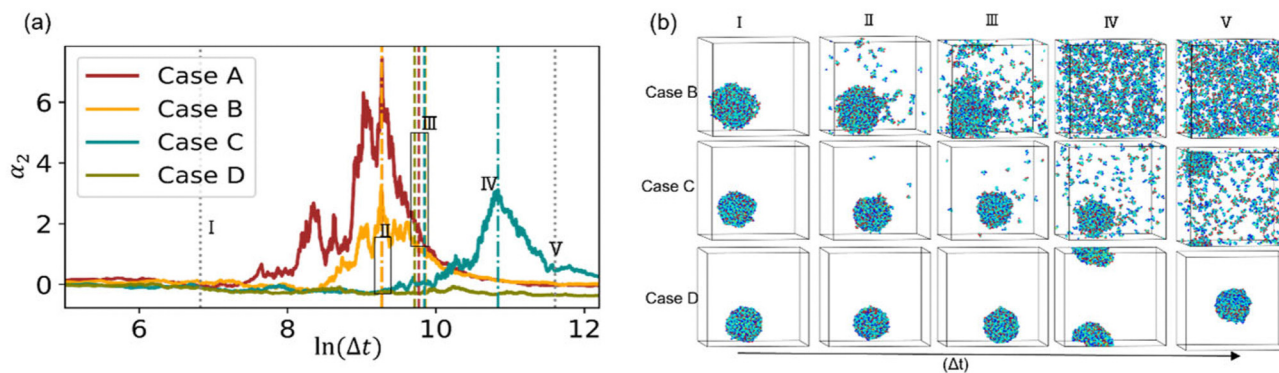 (a)
6
4
2
0
α₂
Case A
Case B
Case C
Case D
I
II
III
IV
V
6
8
10
12
ln(Δt)
(b)
I
II
III
IV
V
Case B
Case C
Case D
(Δt)